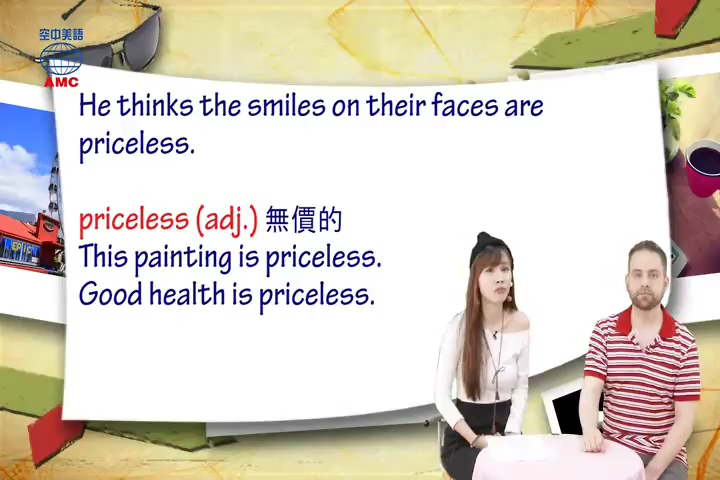 空中美語
AMC
He thinks the smiles on their faces are
priceless.
priceless (adj.) 無價的
This painting is priceless.
Good health is priceless.